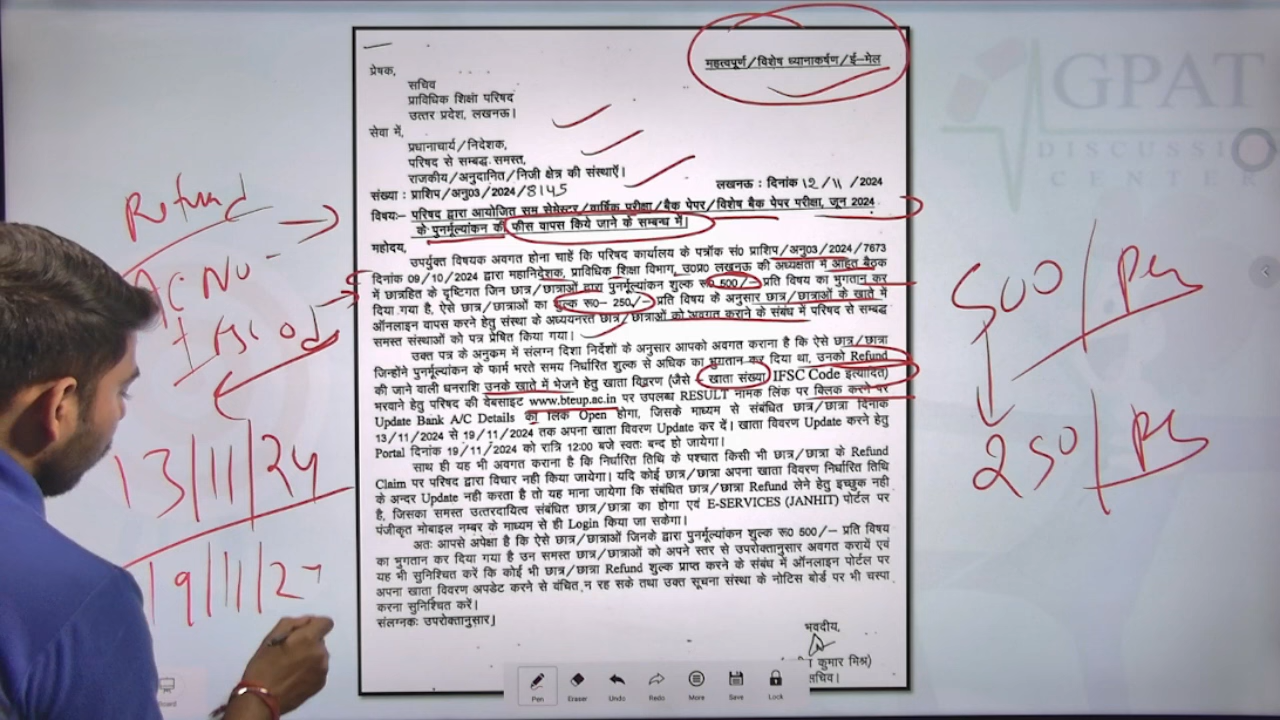 महत्वपूर्ण/विशेष ध्यानाकर्षण/ई-मेल
प्रेषक,
सचिव
प्राविधिक शिक्षा परिषद
उत्तर प्रदेश, लखनऊ।
सेवा में,
प्रधानाचार्य/निदेशक,
परिषद से सम्बद्ध समस्त,
राजकीय/अनुदानित/निजी क्षेत्र की संस्थाऐं।
संख्या : प्राशिप/अनु03/2024/8145
लखनऊ : दिनांक 12/11/2024
विषयः– परिषद द्वारा आयोजित सम सेमेस्टर/वार्षिक परीक्षा/बैक पेपर/विशेष बैक पेपर परीक्षा, जून 2024
के पुनर्मूल्यांकन की फीस वापस किये जाने के सम्बन्ध में।
महोदय,
उपर्युक्त विषयक अवगत होना चाहें कि परिषद कार्यालय के पत्रॉक सं0 प्राशिप/अनु03/2024/7673
दिनांक 09/10/2024 द्वारा महानिदेशक, प्राविधिक शिक्षा विभाग, उ0प्र0 लखनऊ की अध्यक्षता में आहूत बैठक
में छात्रहित के दृष्टिगत जिन छात्र/छात्राओं द्वारा पुनर्मूल्यांकन शुल्क रू0 500/– प्रति विषय का भुगतान कर
दिया गया है, ऐसे छात्र/छात्राओं का शुल्क रू0– 250/– प्रति विषय के अनुसार छात्र/छात्राओं के खाते में
ऑनलाइन वापस करने हेतु संस्था के अध्ययनरत छात्र/छात्राओं को अवगत कराने के संबंध में परिषद से सम्बद्ध
समस्त संस्थाओं को पत्र प्रेषित किया गया।
उक्त पत्र के अनुक्रम में संलग्न दिशा निर्देशों के अनुसार आपको अवगत कराना है कि ऐसे छात्र/छात्रा
जिन्होंने पुनर्मूल्यांकन के फार्म भरते समय निर्धारित शुल्क से अधिक का भुगतान कर दिया था, उनको Refund
की जाने वाली धनराशि उनके खाते में भेजने हेतु खाता विवरण (जैसे – खाता संख्या IFSC Code इत्यादि)
भरवाने हेतु परिषद की वेबसाइट www.bteup.ac.in पर उपलब्ध RESULT नामक लिंक पर क्लिक करने पर
Update Bank A/C Details का लिंक Open होगा, जिसके माध्यम से संबंधित छात्र/छात्रा दिनांक
13/11/2024 से 19/11/2024 तक अपना खाता विवरण Update कर दें। खाता विवरण Update करने हेतु
Portal दिनांक 19/11/2024 को रात्रि 12:00 बजे स्वतः बन्द हो जायेगा।
साथ ही यह भी अवगत कराना है कि निर्धारित तिथि के पश्चात किसी भी छात्र/छात्रा के Refund
Claim पर परिषद द्वारा विचार नही किया जायेगा। यदि कोई छात्र/छात्रा अपना खाता विवरण निर्धारित तिथि
के अन्दर Update नही करता है तो यह माना जायेगा कि संबंधित छात्र/छात्रा Refund लेने हेतु इच्छुक नही
है, जिसका समस्त उत्तरदायित्व संबंधित छात्र/छात्रा का होगा एवं E-SERVICES (JANHIT) पोर्टल पर
पंजीकृत मोबाइल नम्बर के माध्यम से ही Login किया जा सकेगा।
अतः आपसे अपेक्षा है कि ऐसे छात्र/छात्राओं जिनके द्वारा पुनर्मूल्यांकन शुल्क रू0 500/– प्रति विषय
का भुगतान कर दिया गया है उन समस्त छात्र/छात्राओं को अपने स्तर से उपरोक्तानुसार अवगत करायें एवं
यह भी सुनिश्चित करें कि कोई भी छात्र/छात्रा Refund शुल्क प्राप्त करने के संबंध में ऑनलाईन पोर्टल पर
अपना खाता विवरण अपडेट करने से वंचित न रह सके तथा उक्त सूचना संस्था के नोटिस बोर्ड पर भी चस्पा
करना सुनिश्चित करें।
संलग्नकः उपरोक्तानुसार।
भवदीय,
कुमार मिश्र)
सचिव।
Refund
AC No-
13/11/24
19/11/2
500/
250/
GPAT
DISCUSSI
CENTER
Pen Eraser Undo Redo More Save Lock